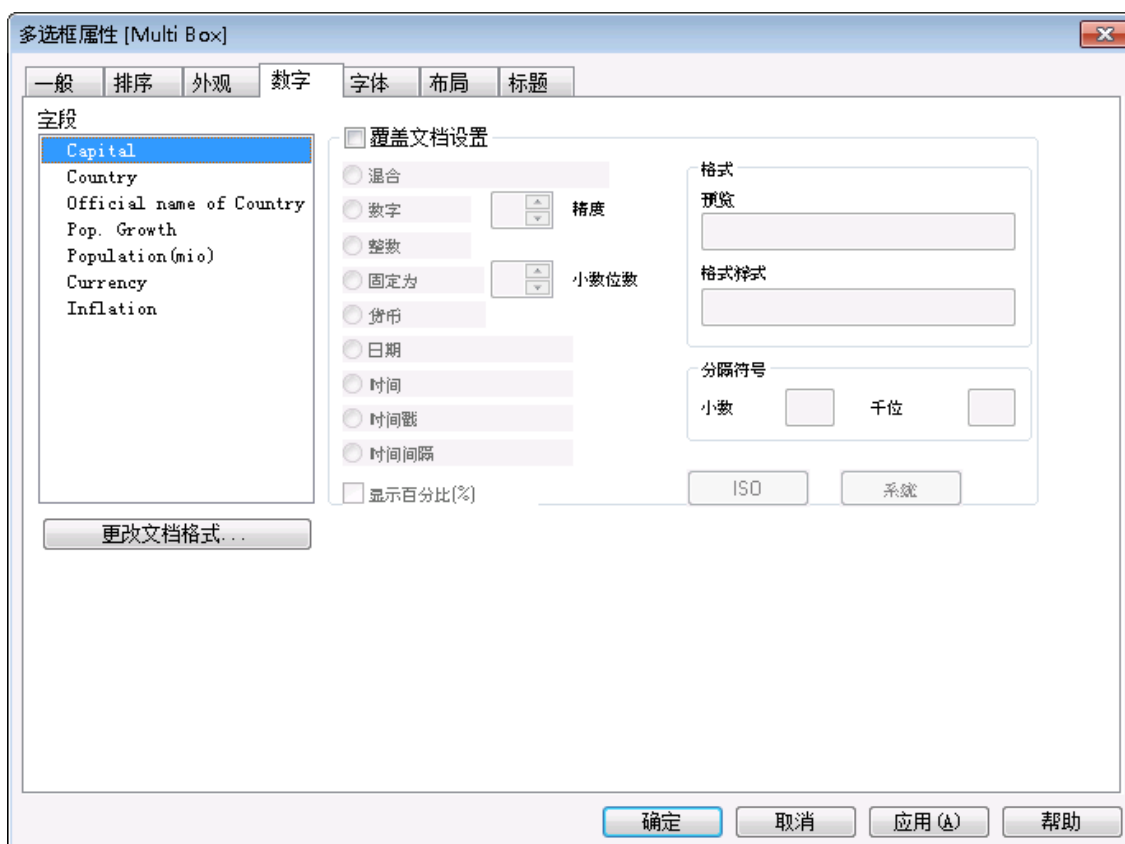 多选框属性 [Multi Box]
一般 排序 外观 数字 字体 布局 标题
字段
Capital
Country
Official name of Country
Pop. Growth
Population(mio)
Currency
Inflation
更改文档格式...
覆盖文档设置
混合
数字 精度
整数
固定为 小数位数
货币
日期
时间
时间戳
时间间隔
显示百分比(%)
格式
预览
格式样式
分隔符号
小数 千位
ISO 系统
确定 取消 应用(A) 帮助